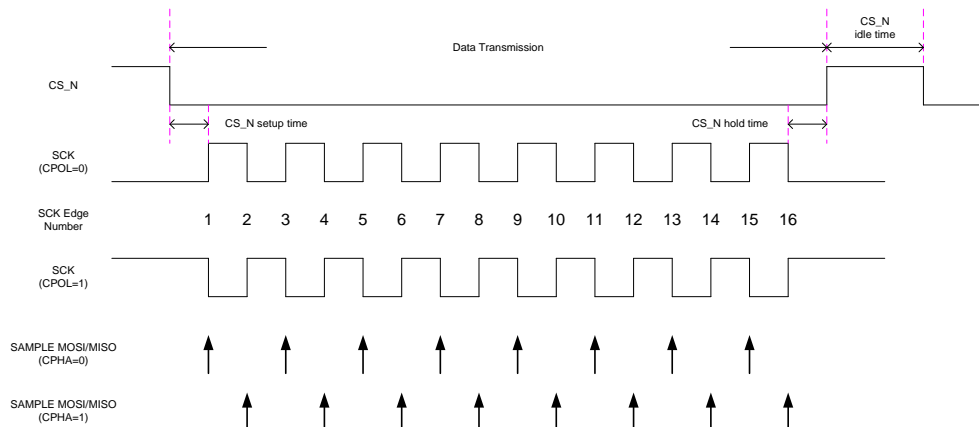 CS_N
idle time
Data Transmission
CS_N
CS_N setup time
CS_N hold time
SCK
(CPOL=0)
SCK Edge
Number
1 2 3 4 5 6 7 8 9 10 11 12 13 14 15 16
SCK
(CPOL=1)
SAMPLE MOSI/MISO
(CPHA=0)
SAMPLE MOSI/MISO
(CPHA=1)